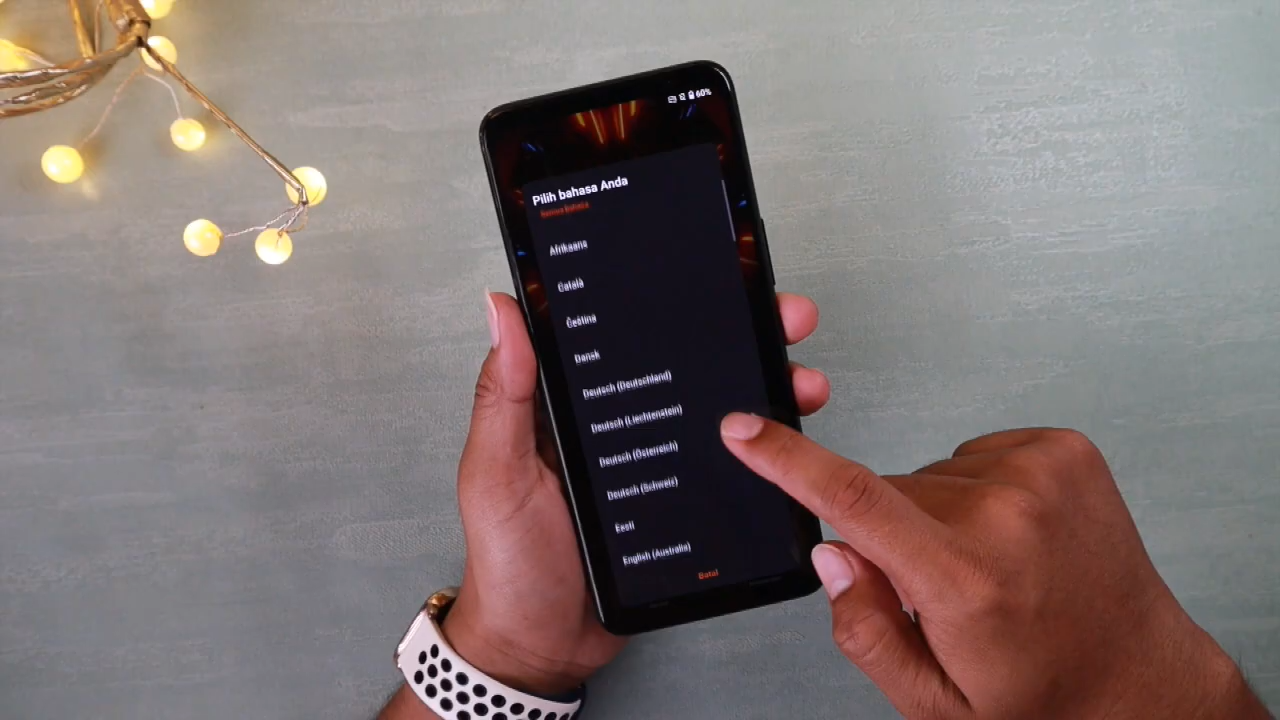 60%
Pilih bahasa Anda
Afrikaans
Català
Čeština
Dansk
Deutsch (Deutschland)
Deutsch (Liechtenstein)
Deutsch (Österreich)
Deutsch (Schweiz)
Eesti
English (Australia)
Batal